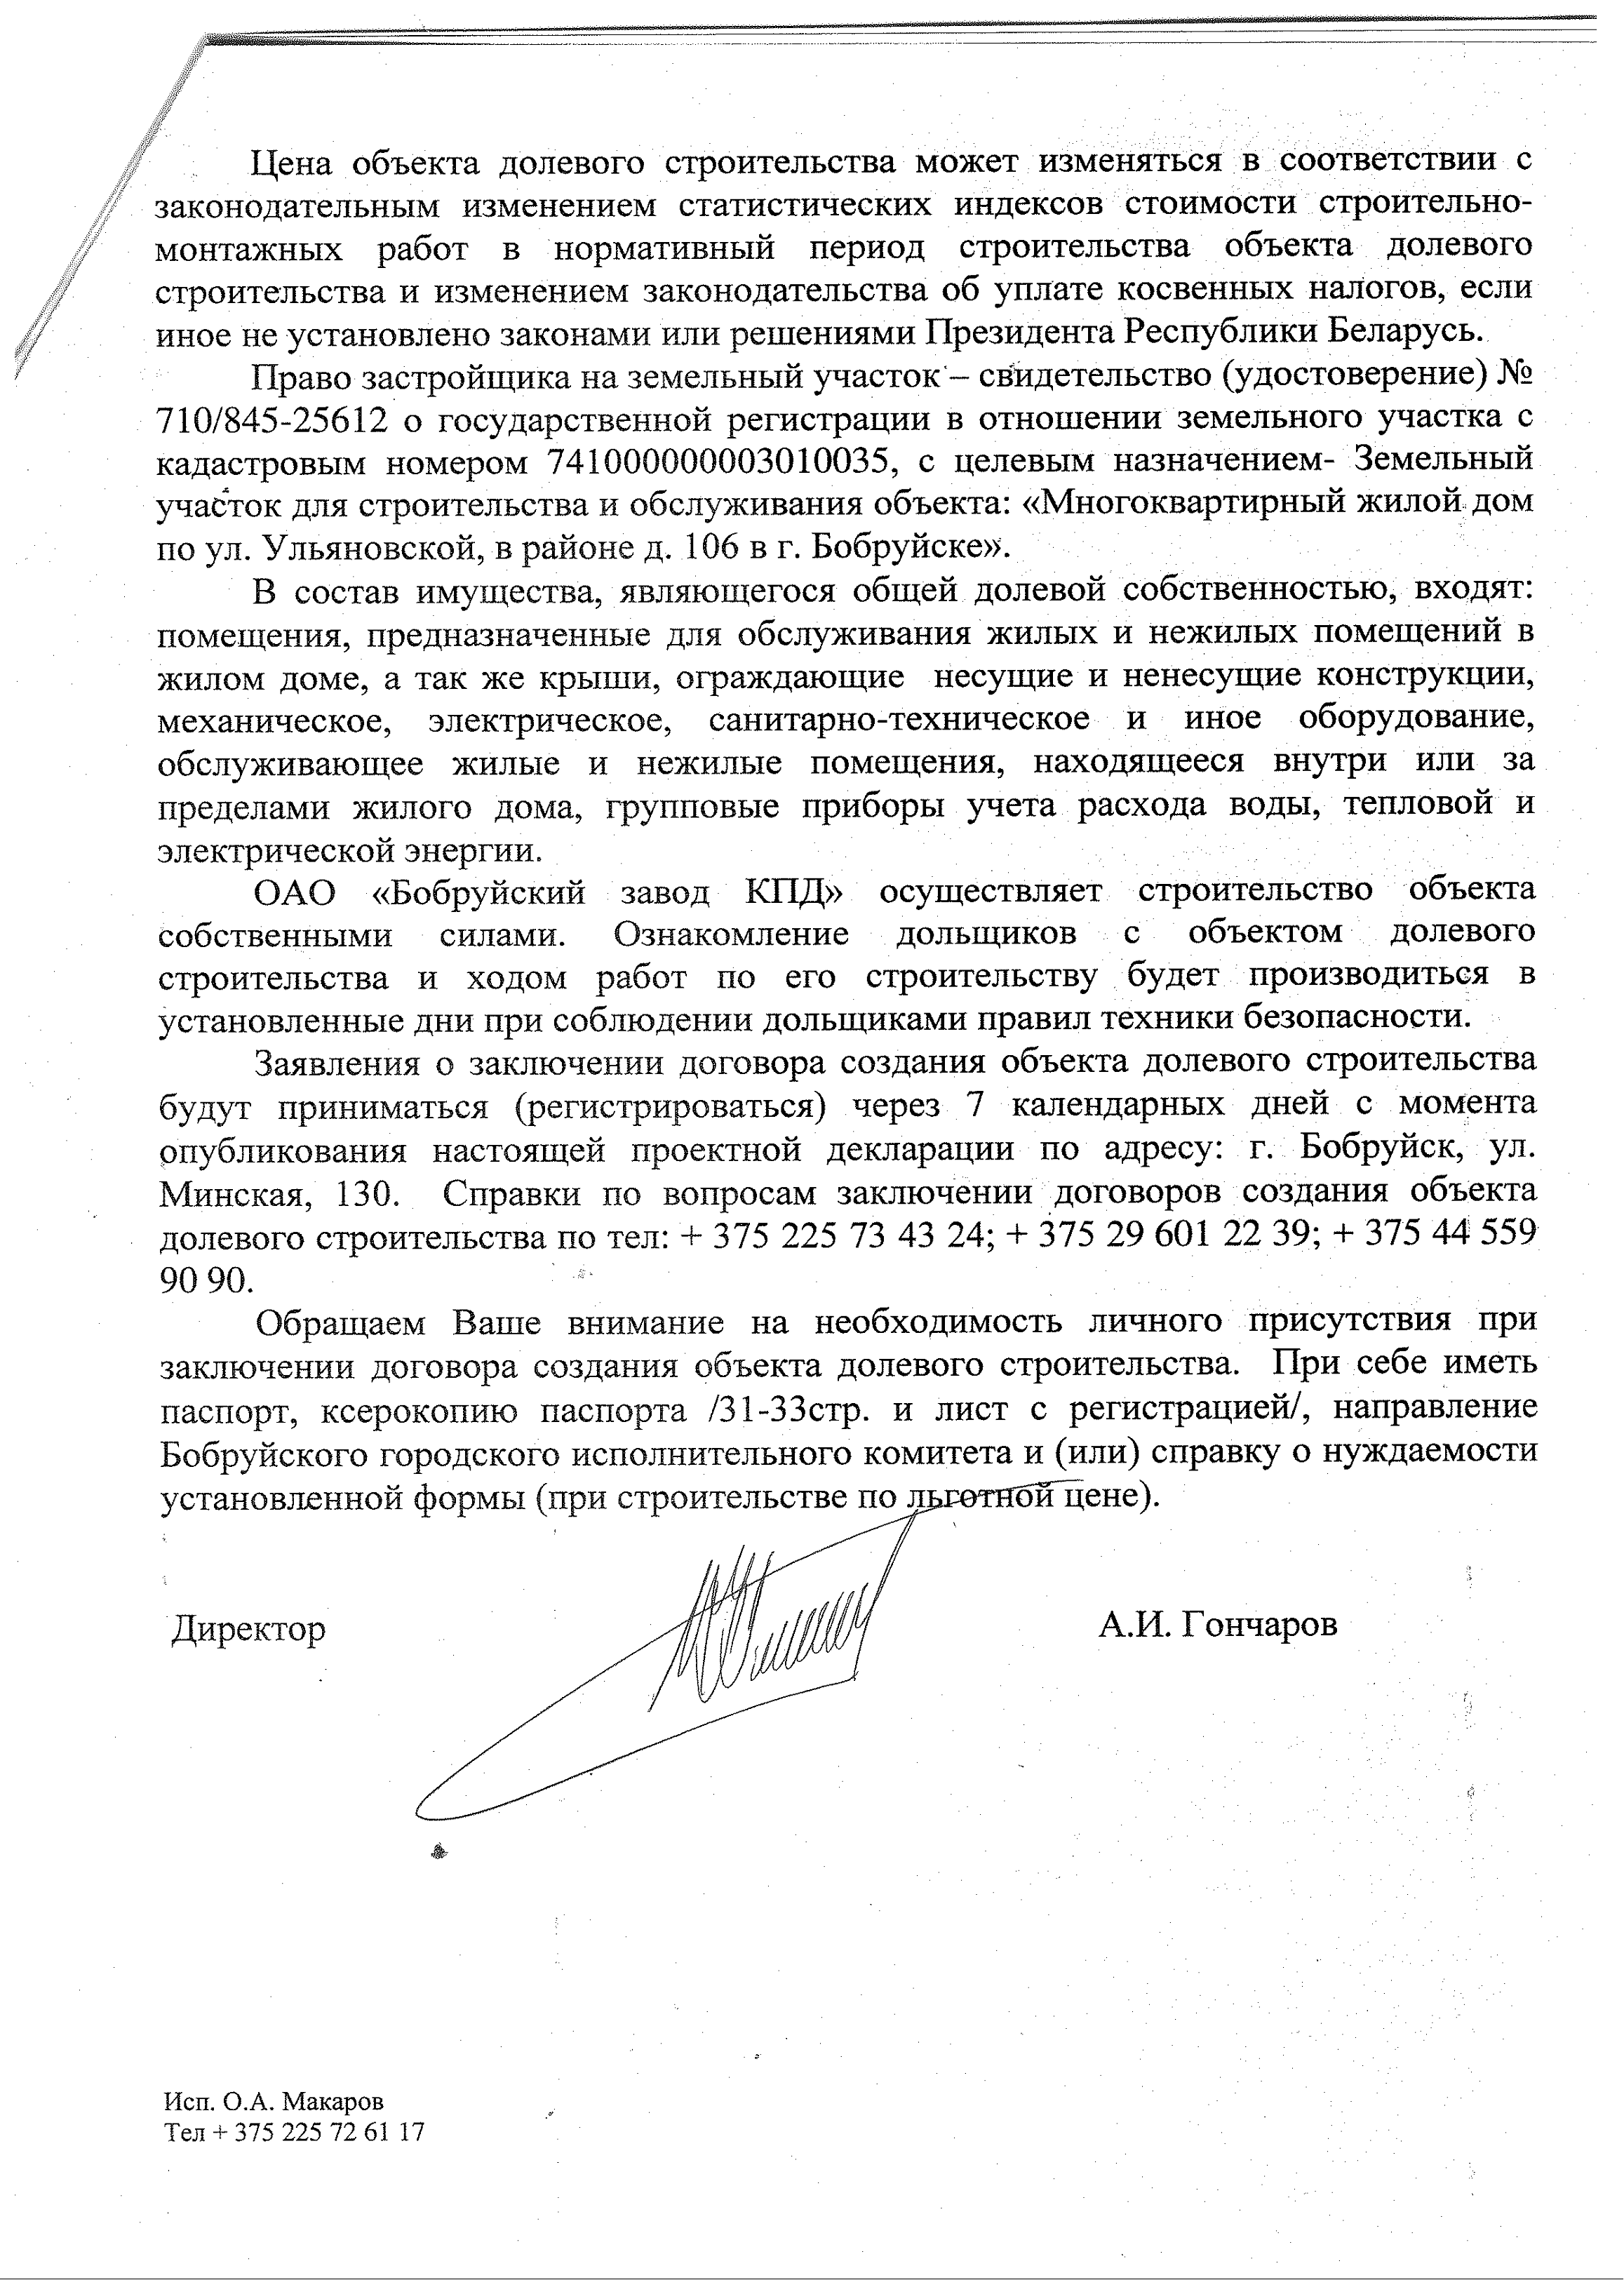 Цена объекта долевого строительства может изменяться в соответствии с
законодательным изменением статистических индексов стоимости строительно-
монтажных работ в нормативный период строительства объекта долевого
строительства и изменением законодательства об уплате косвенных налогов, если
иное не установлено законами или решениями Президента Республики Беларусь.
Право застройщика на земельный участок – свидетельство (удостоверение) №
710/845-25612 о государственной регистрации в отношении земельного участка с
кадастровым номером 741000000003010035, с целевым назначением- Земельный
участок для строительства и обслуживания объекта: «Многоквартирный жилой дом
по ул. Ульяновской, в районе д. 106 в г. Бобруйске».
В состав имущества, являющегося общей долевой собственностью, входят:
помещения, предназначенные для обслуживания жилых и нежилых помещений в
жилом доме, а так же крыши, ограждающие несущие и ненесущие конструкции,
механическое, электрическое, санитарно-техническое и иное оборудование,
обслуживающее жилые и нежилые помещения, находящееся внутри или за
пределами жилого дома, групповые приборы учета расхода воды, тепловой и
электрической энергии.
ОАО «Бобруйский завод КПД» осуществляет строительство объекта
собственными силами. Ознакомление дольщиков с объектом долевого
строительства и ходом работ по его строительству будет производиться в
установленные дни при соблюдении дольщиками правил техники безопасности.
Заявления о заключении договора создания объекта долевого строительства
будут приниматься (регистрироваться) через 7 календарных дней с момента
опубликования настоящей проектной декларации по адресу: г. Бобруйск, ул.
Минская, 130. Справки по вопросам заключении договоров создания объекта
долевого строительства по тел: + 375 225 73 43 24; + 375 29 601 22 39; + 375 44 559
90 90.
Обращаем Ваше внимание на необходимость личного присутствия при
заключении договора создания объекта долевого строительства. При себе иметь
паспорт, ксерокопию паспорта /31-33стр. и лист с регистрацией/, направление
Бобруйского городского исполнительного комитета и (или) справку о нуждаемости
установленной формы (при строительстве по льготной цене).
Директор А.И. Гончаров
Исп. О.А. Макаров
Тел + 375 225 72 61 17